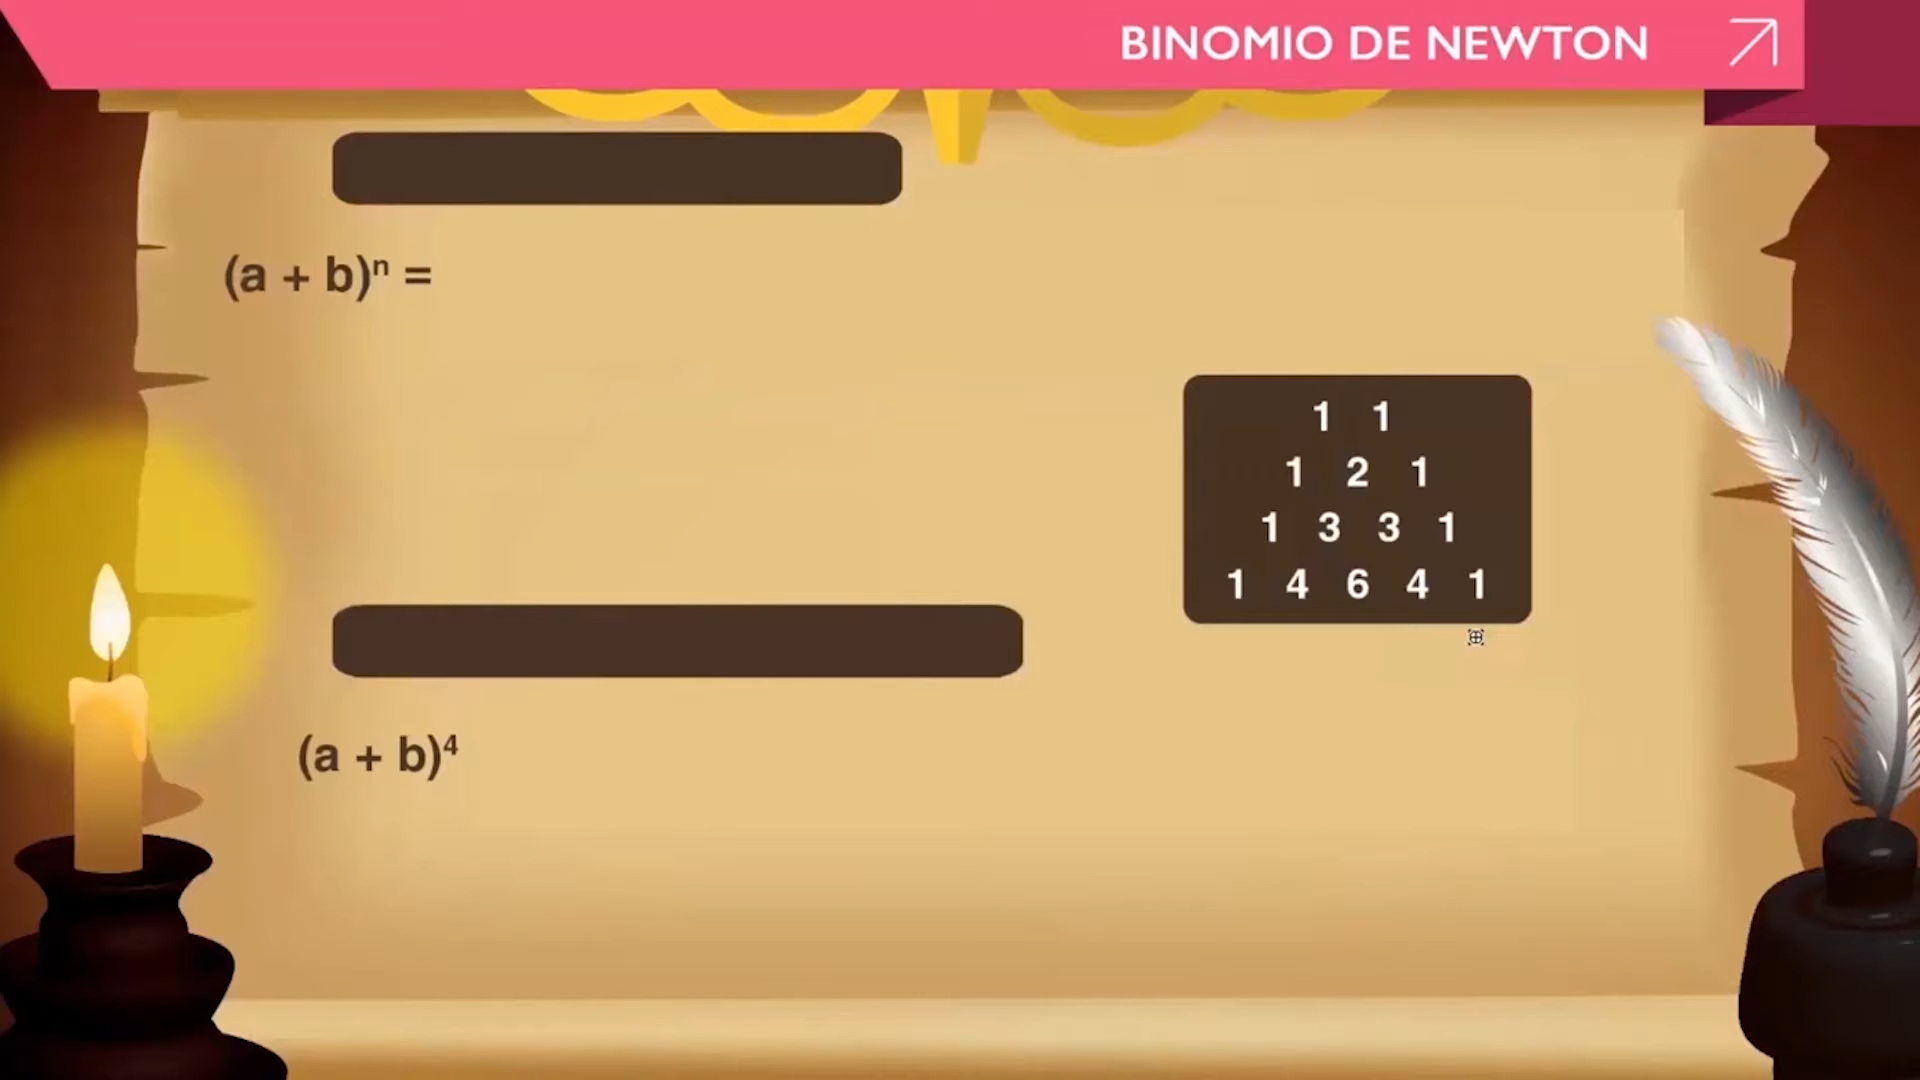 BINOMIO DE NEWTON
(a + b)ⁿ =
1 1
1 2 1
1 3 3 1
1 4 6 4 1
(a + b)⁴